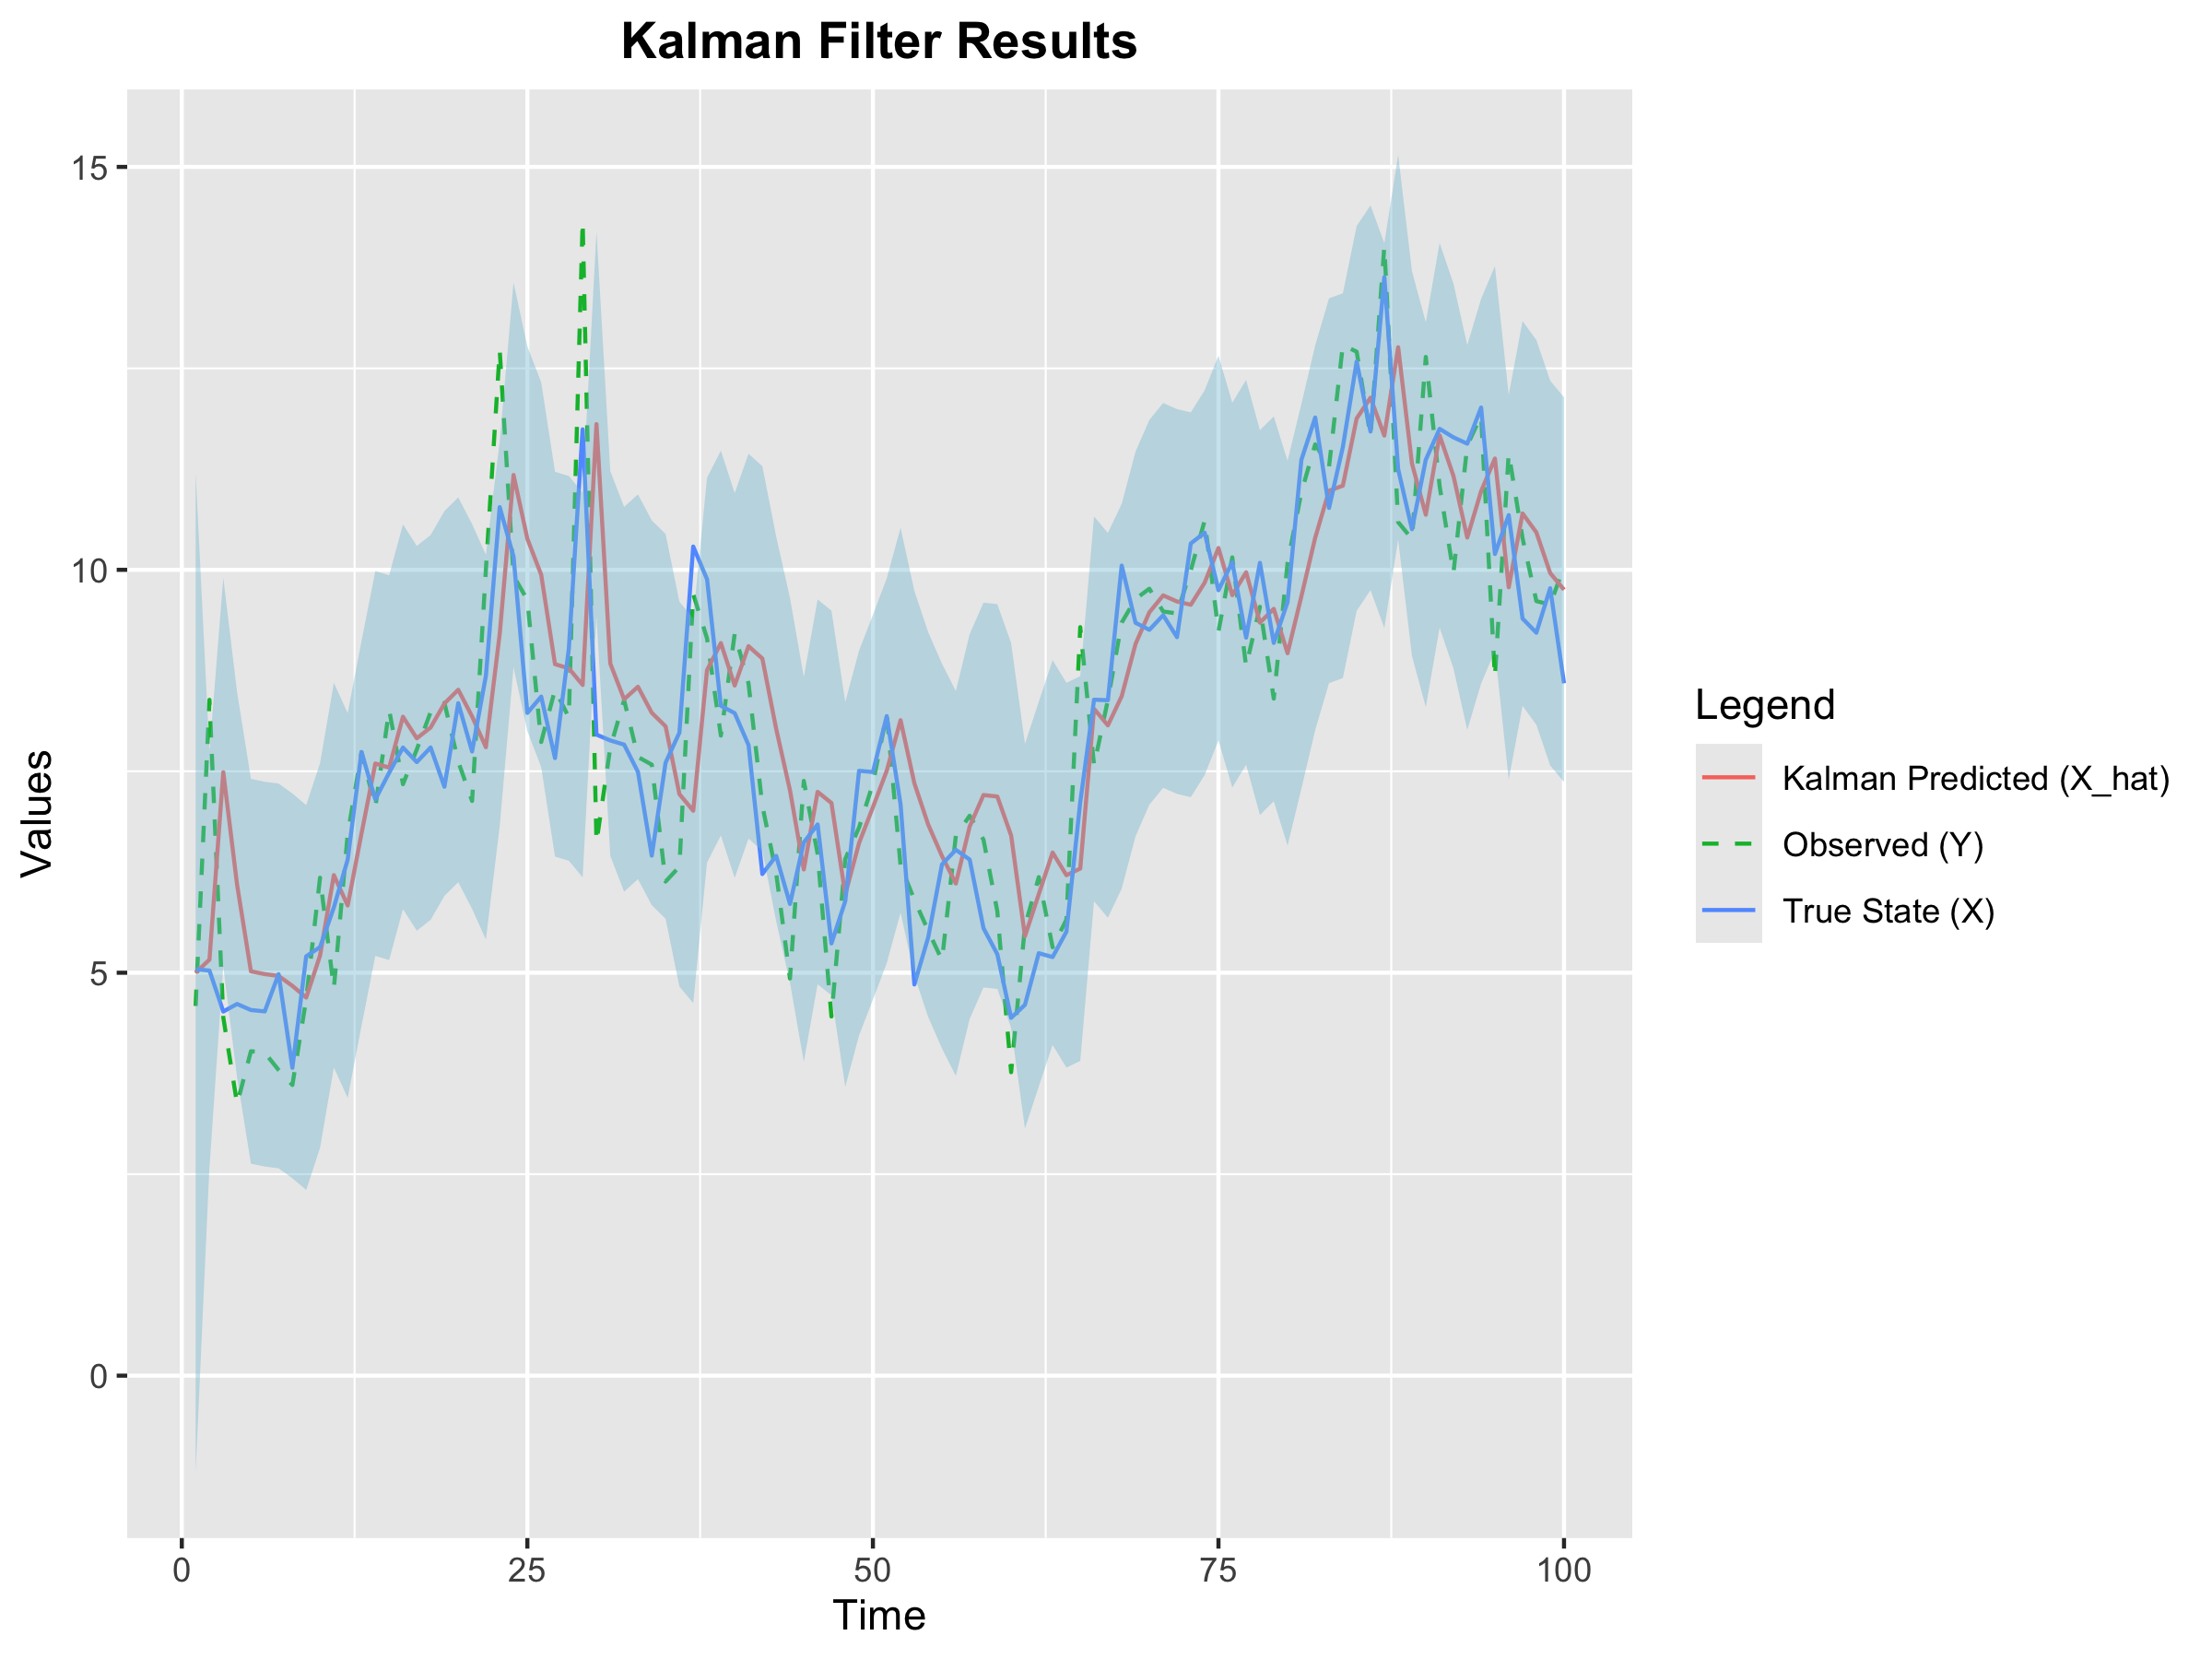 Kalman Filter Results
Values
15
10
5
0
0
25
50
75
100
Time
Legend
Kalman Predicted (X_hat)
Observed (Y)
True State (X)